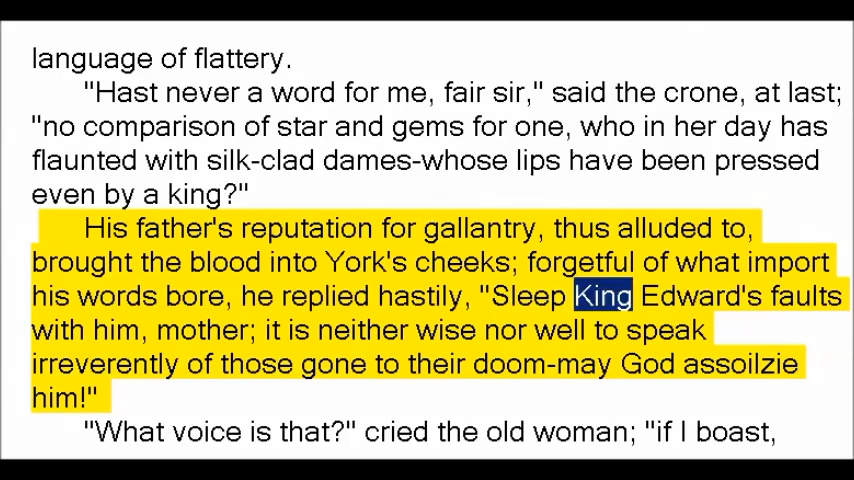 language of flattery.
"Hast never a word for me, fair sir," said the crone, at last;
"no comparison of star and gems for one, who in her day has
flaunted with silk-clad dames-whose lips have been pressed
even by a king?"
His father's reputation for gallantry, thus alluded to,
brought the blood into York's cheeks; forgetful of what import
his words bore, he replied hastily, "Sleep King Edward's faults
with him, mother; it is neither wise nor well to speak
irreverently of those gone to their doom-may God assoilzie
him!"
"What voice is that?" cried the old woman; "if I boast,